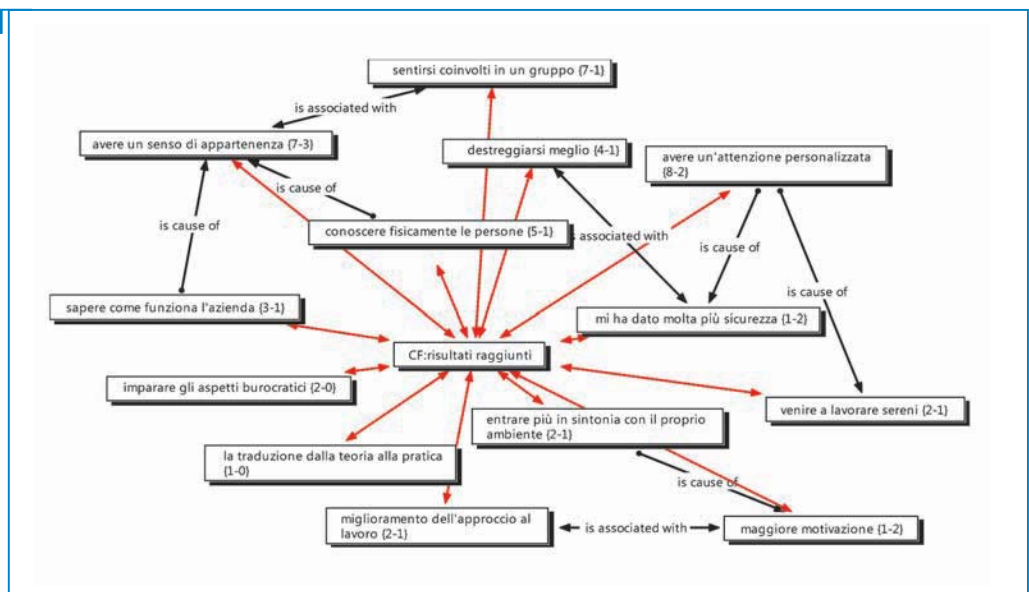 sentirsi coinvolti in un gruppo {7-1}
is associated with
avere un senso di appartenenza {7-3}
destreggiarsi meglio {4-1}
avere un'attenzione personalizzata
{8-2}
is cause of
is cause of
conoscere fisicamente le persone {5-1}
s associated with
is cause of
is cause of
sapere come funziona l'azienda {3-1}
mi ha dato molta più sicurezza {1-2}
CF:risultati raggiunti
imparare gli aspetti burocratici {2-0}
venire a lavorare sereni {2-1}
entrare più in sintonia con il proprio
ambiente {2-1}
la traduzione dalla teoria alla pratica
{1-0}
is cause of
miglioramento dell'approccio al
lavoro {2-1}
is associated with
maggiore motivazione {1-2}